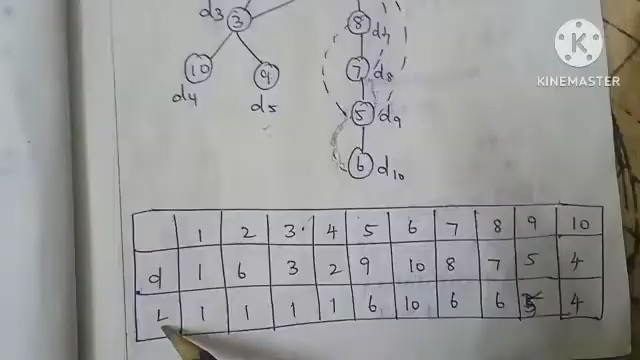 K
KINEMASTER
d3 3
8 d7
10 9
7 d8
d4 d5
5 d9
6 d10
1 2 3 4 5 6 7 8 9 10
d 1 6 3 2 9 10 8 7 5 4
L 1 1 1 1 6 10 6 6 4